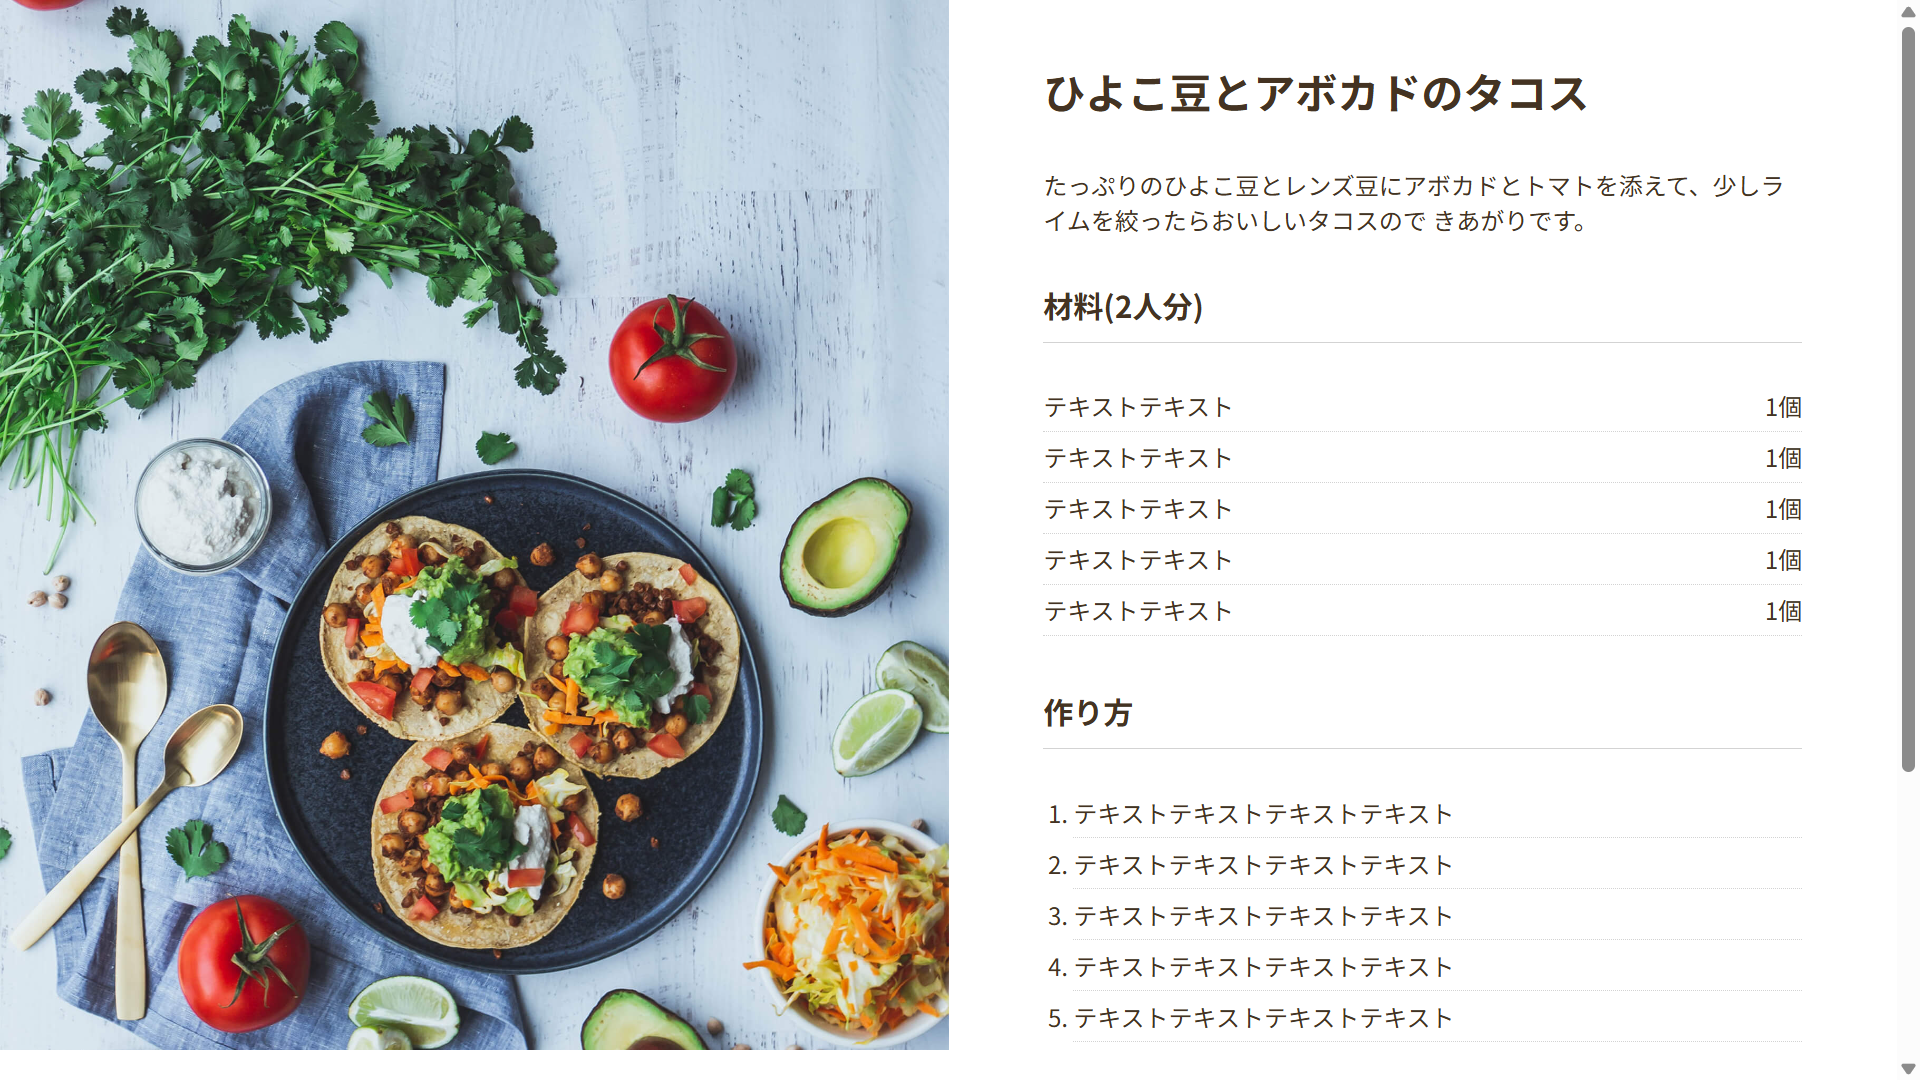 ひよこ豆とアボカドのタコス
たっぷりのひよこ豆とレンズ豆にアボカドとトマトを添えて、少しラ
イムを絞ったらおいしいタコスので きあがりです。
材料(2人分)
テキストテキスト 1個
テキストテキスト 1個
テキストテキスト 1個
テキストテキスト 1個
テキストテキスト 1個
作り方
1. テキストテキストテキストテキスト
2. テキストテキストテキストテキスト
3. テキストテキストテキストテキスト
4. テキストテキストテキストテキスト
5. テキストテキストテキストテキスト